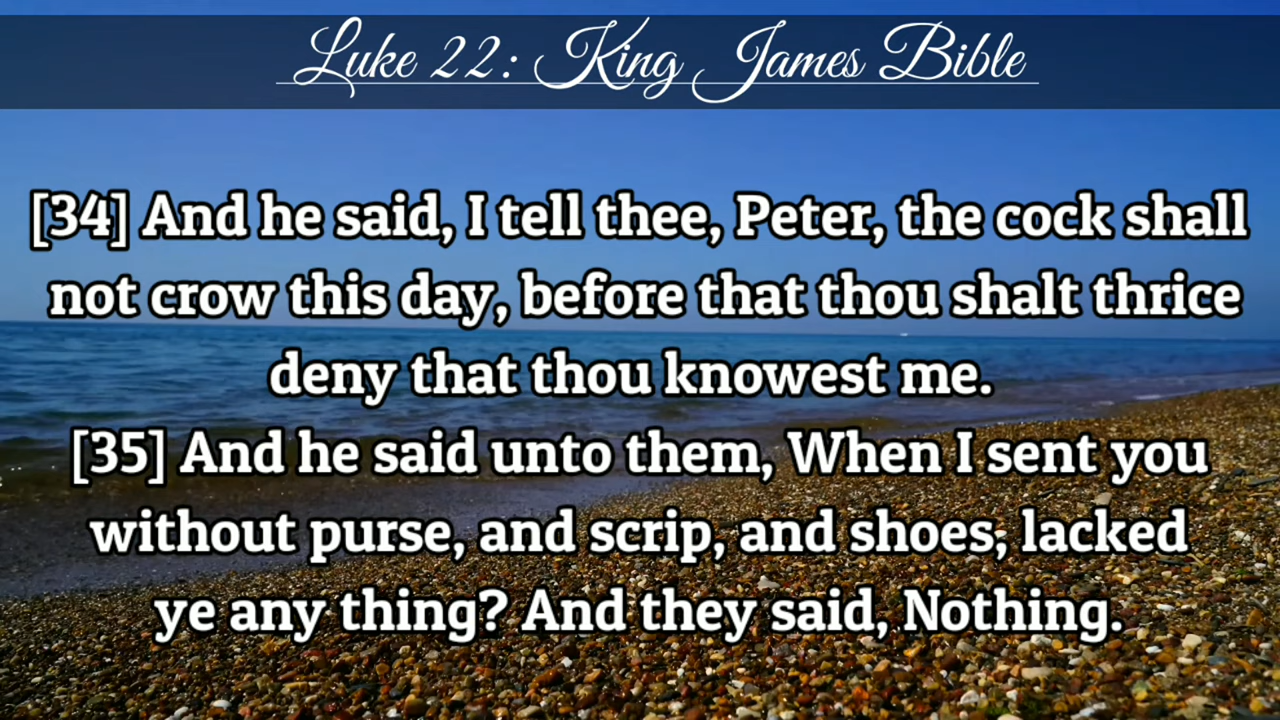 Luke 22: King James Bible
[34] And he said, I tell thee, Peter, the cock shall
not crow this day, before that thou shalt thrice
deny that thou knowest me.
[35] And he said unto them, When I sent you
without purse, and scrip, and shoes, lacked
ye any thing? And they said, Nothing.